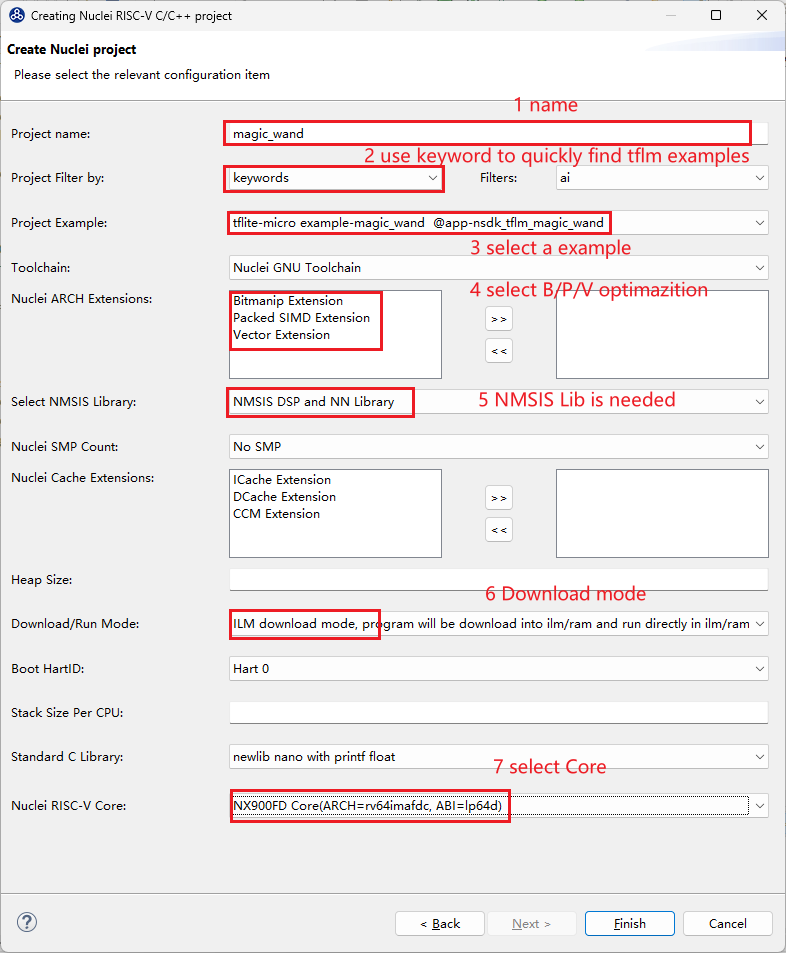 Creating Nuclei RISC-V C/C++ project
Create Nuclei project
Please select the relevant configuration item
1 name
Project name: magic_wand
2 use keyword to quickly find tflm examples
Project Filter by: keywords Filters: ai
Project Example: tflite-micro example-magic_wand @app-nsdk_tflm_magic_wand
3 select a example
Toolchain: Nuclei GNU Toolchain
4 select B/P/V optimazition
Nuclei ARCH Extensions: Bitmanip Extension
Packed SIMD Extension >>
Vector Extension
<<
Select NMSIS Library: NMSIS DSP and NN Library 5 NMSIS Lib is needed
Nuclei SMP Count: No SMP
Nuclei Cache Extensions: ICache Extension
DCache Extension >>
CCM Extension
<<
Heap Size:
6 Download mode
Download/Run Mode: ILM download mode, program will be download into ilm/ram and run directly in ilm/ram
Boot HartID: Hart 0
Stack Size Per CPU:
Standard C Library: newlib nano with printf float
7 select Core
Nuclei RISC-V Core: NX900FD Core(ARCH=rv64imafdc, ABI=lp64d)
? < Back Next > Finish Cancel